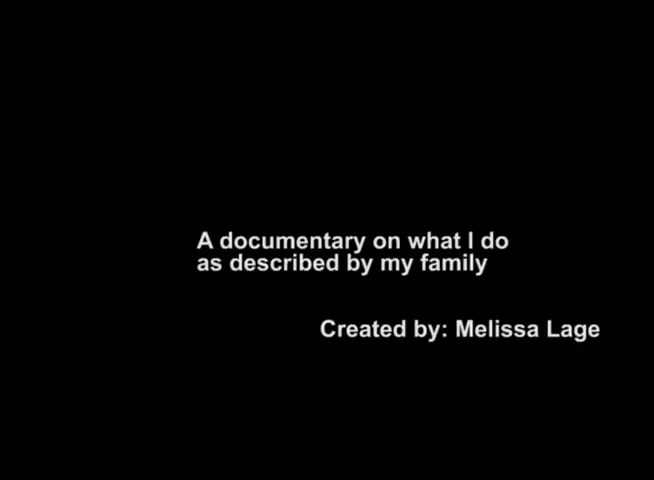 A documentary on what I do
as described by my family
Created by: Melissa Lage